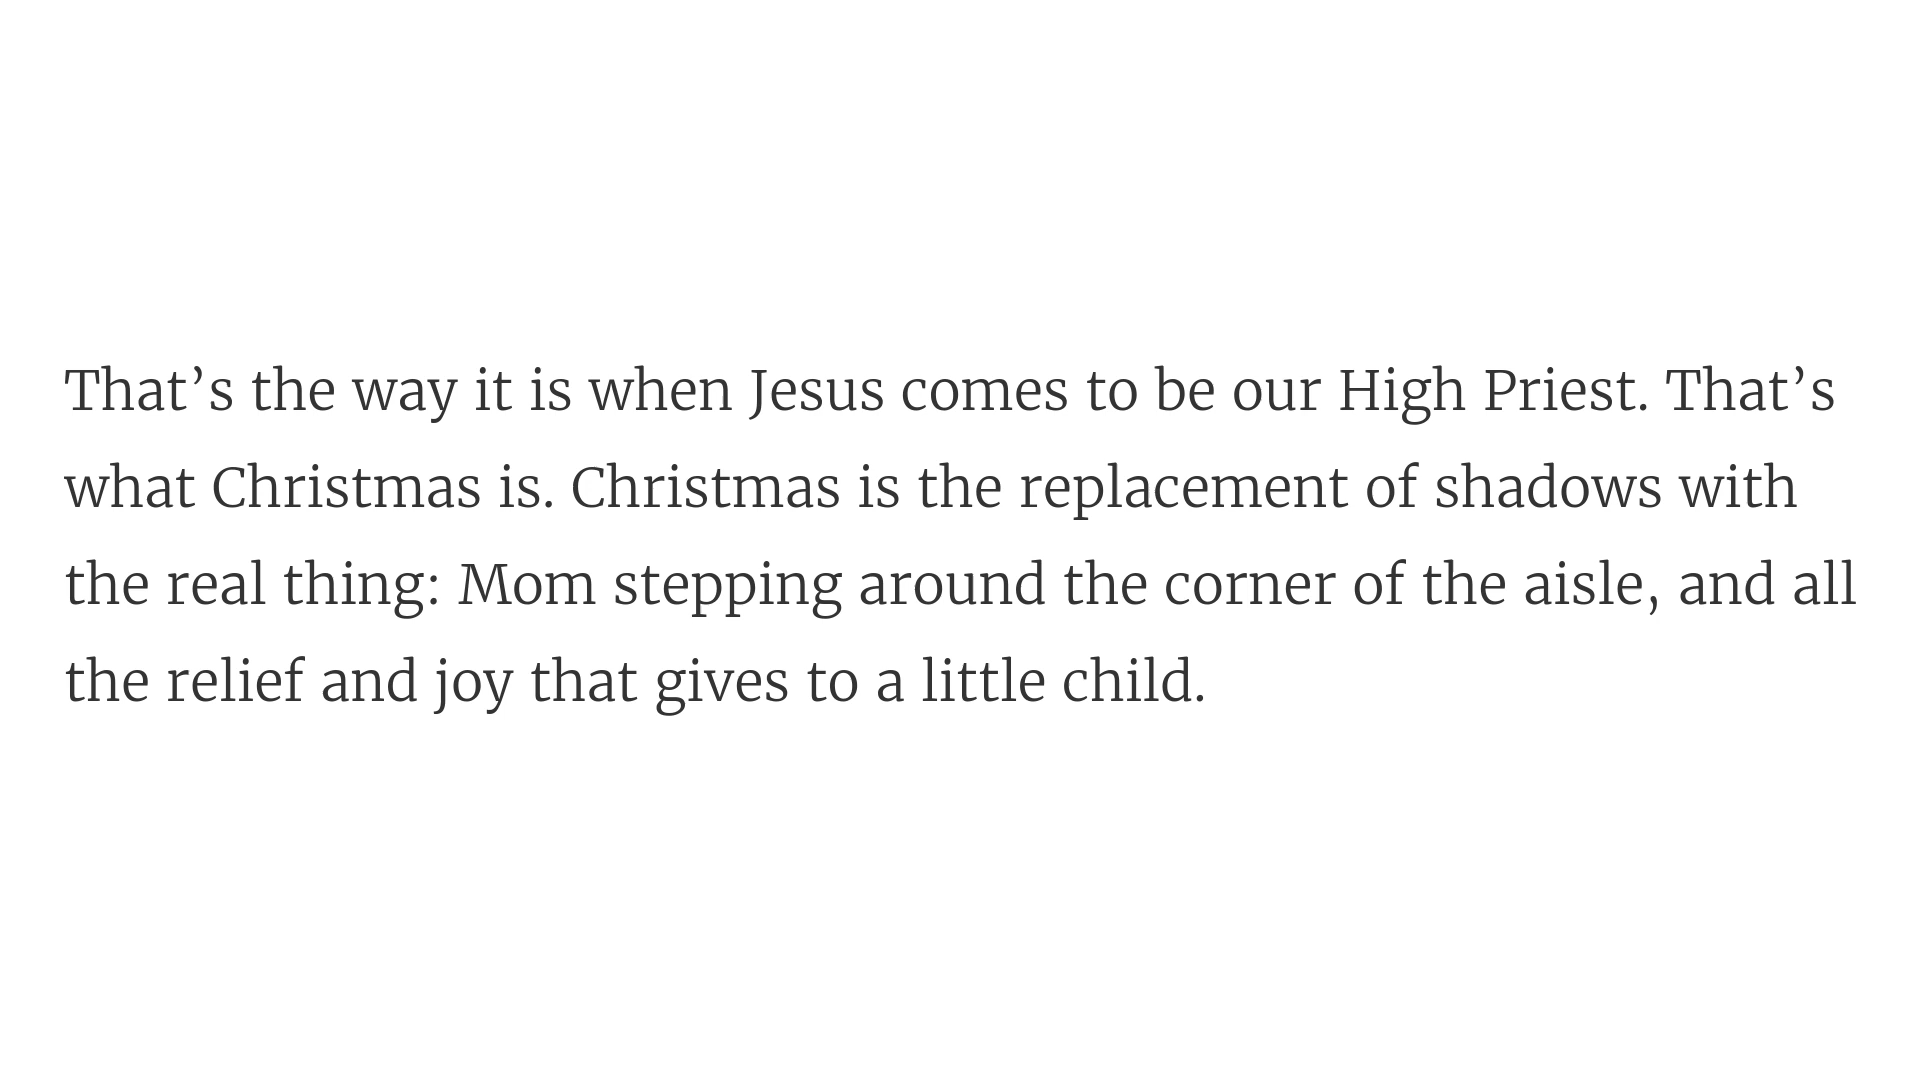 That’s the way it is when Jesus comes to be our High Priest. That’s
what Christmas is. Christmas is the replacement of shadows with
the real thing: Mom stepping around the corner of the aisle, and all
the relief and joy that gives to a little child.